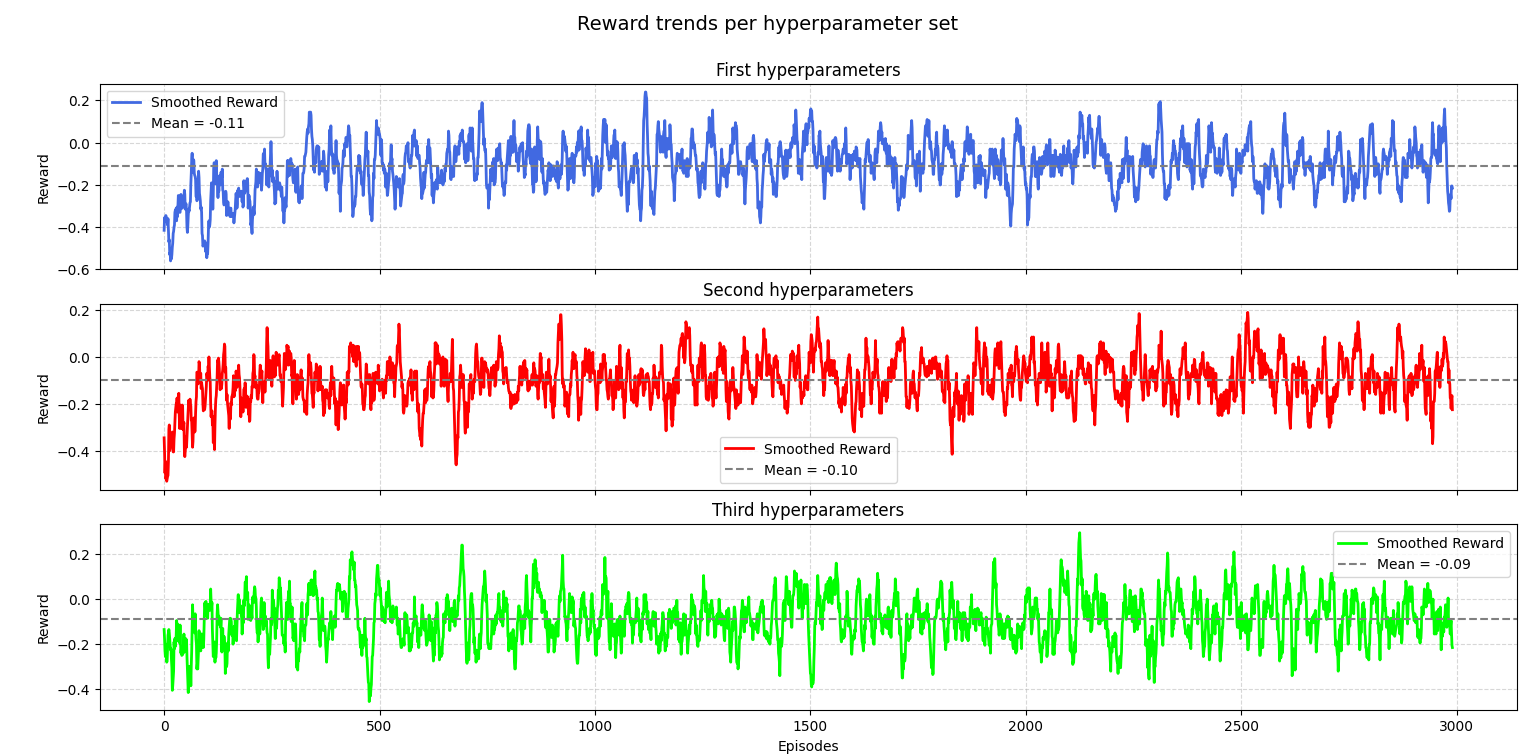 Reward trends per hyperparameter set
First hyperparameters
Smoothed Reward
Mean = -0.11
0.2
0.0
−0.2
−0.4
−0.6
Reward
Second hyperparameters
0.2
0.0
−0.2
−0.4
Reward
Smoothed Reward
Mean = -0.10
Third hyperparameters
Smoothed Reward
Mean = -0.09
0.2
0.0
−0.2
−0.4
Reward
0 500 1000 1500 2000 2500 3000
Episodes